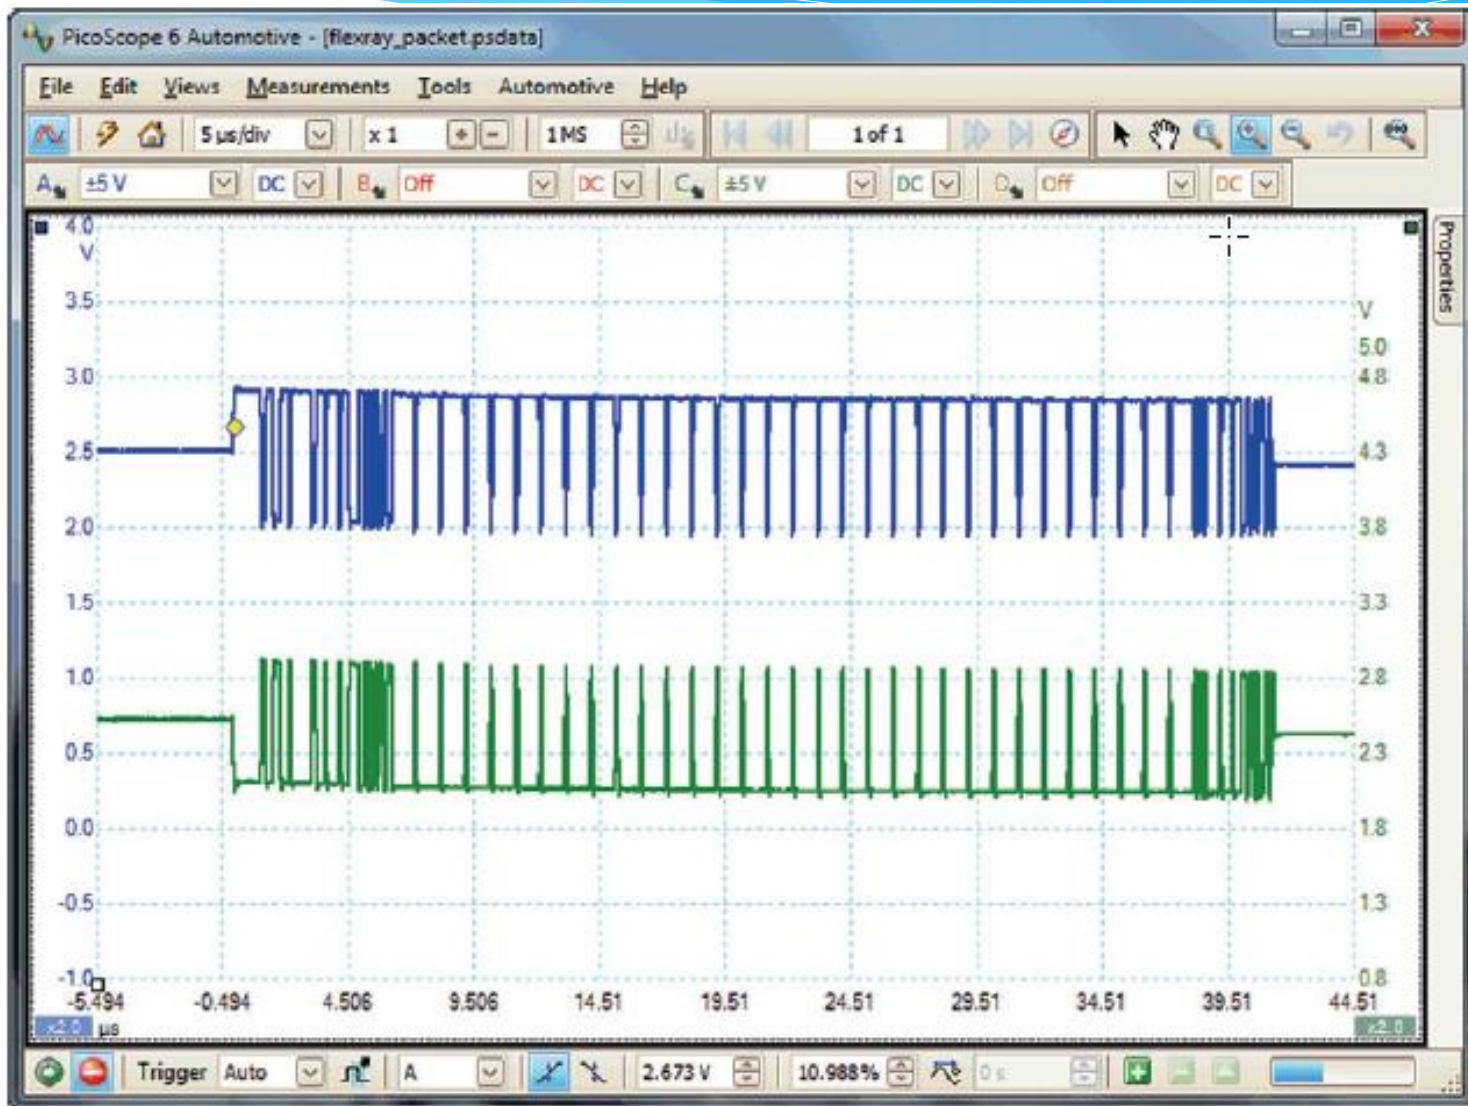 PicoScope 6 Automotive - [flexray_packet.psdata]
File Edit Views Measurements Tools Automotive Help
5 µs/div x 1 1 MS 1 of 1
A ±5 V DC B Off DC C ±5 V DC D Off DC
Properties
4.0
V
3.5 V
5.0
3.0 4.8
2.5 4.3
2.0 3.8
1.5 3.3
1.0 2.8
0.5 2.3
0.0 1.8
-0.5 1.3
-1.0 0.8
-5.494 -0.494 4.506 9.506 14.51 19.51 24.51 29.51 34.51 39.51 44.51
x2.0 µs x2.0
Trigger Auto A 2.673 V 10.988% 0 s